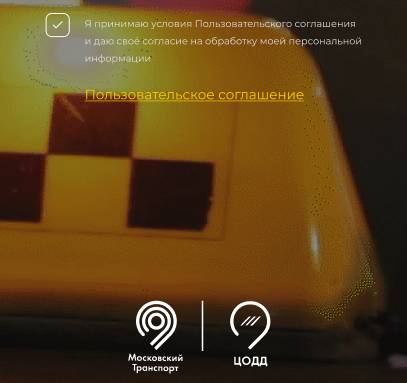 Я принимаю условия Пользовательского соглашения
и даю своё согласие на обработку моей персональной
информации
Пользовательское соглашение
Московский
Транспорт
ЦОДД